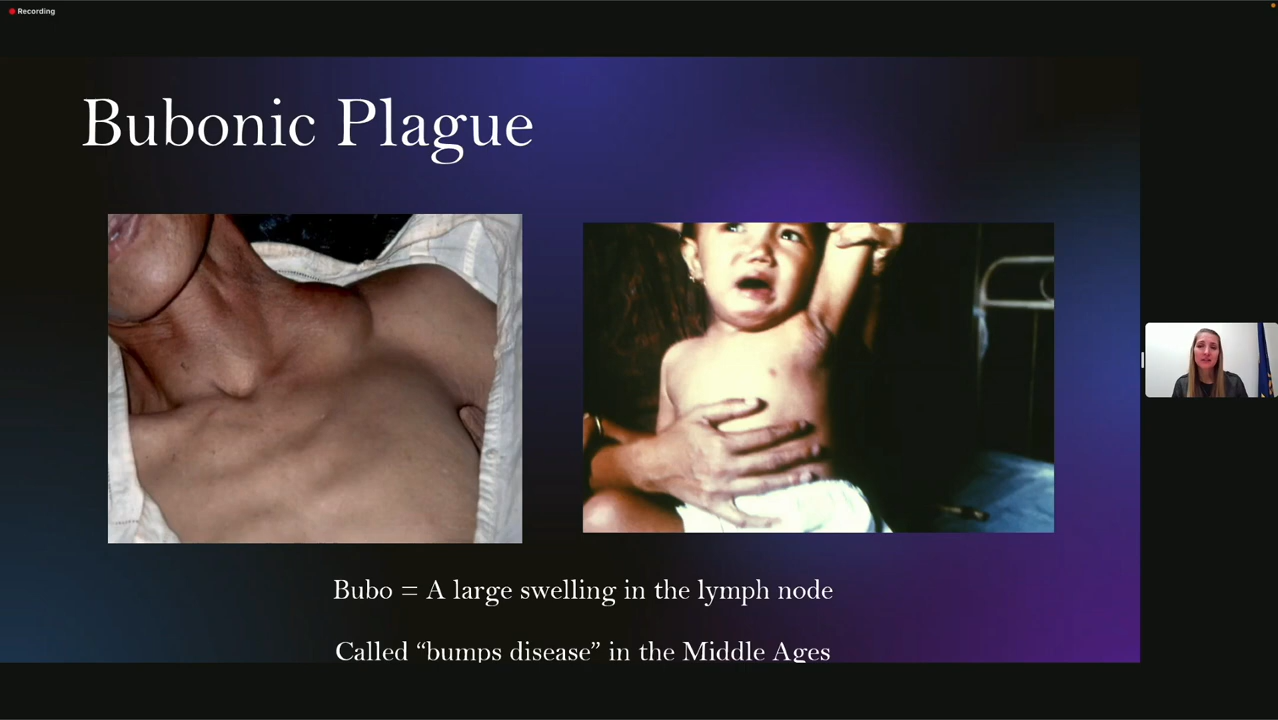 Recording
Bubonic Plague
Bubo = A large swelling in the lymph node
Called “bumps disease” in the Middle Ages